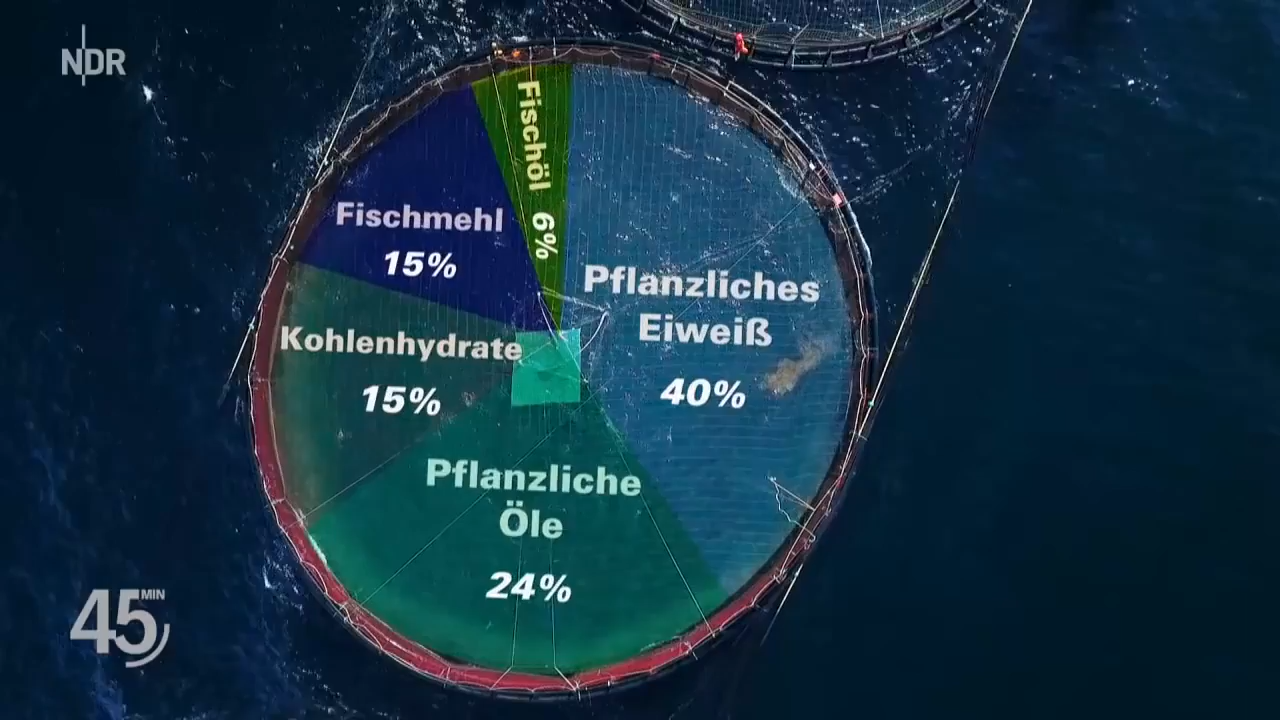 NDR
Fischöl
6%
Fischmehl
15%
Pflanzliches
Eiweiß
40%
Kohlenhydrate
15%
Pflanzliche
Öle
24%
45 MIN